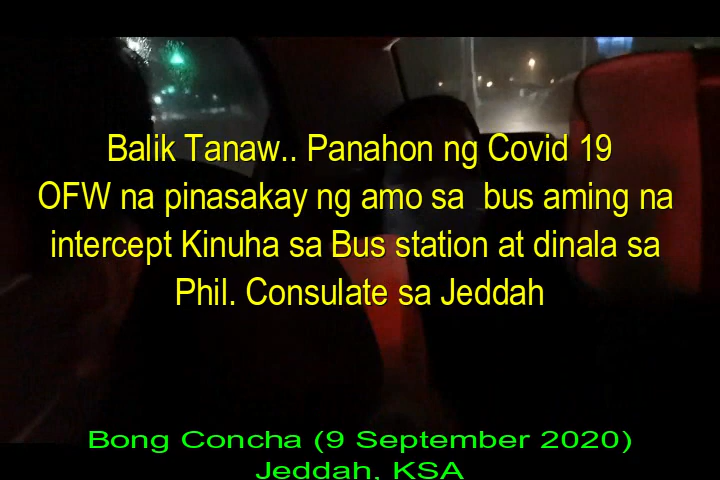 Balik Tanaw.. Panahon ng Covid 19
OFW na pinasakay ng amo sa bus aming na
intercept Kinuha sa Bus station at dinala sa
Phil. Consulate sa Jeddah
Bong Concha (9 September 2020)
Jeddah, KSA